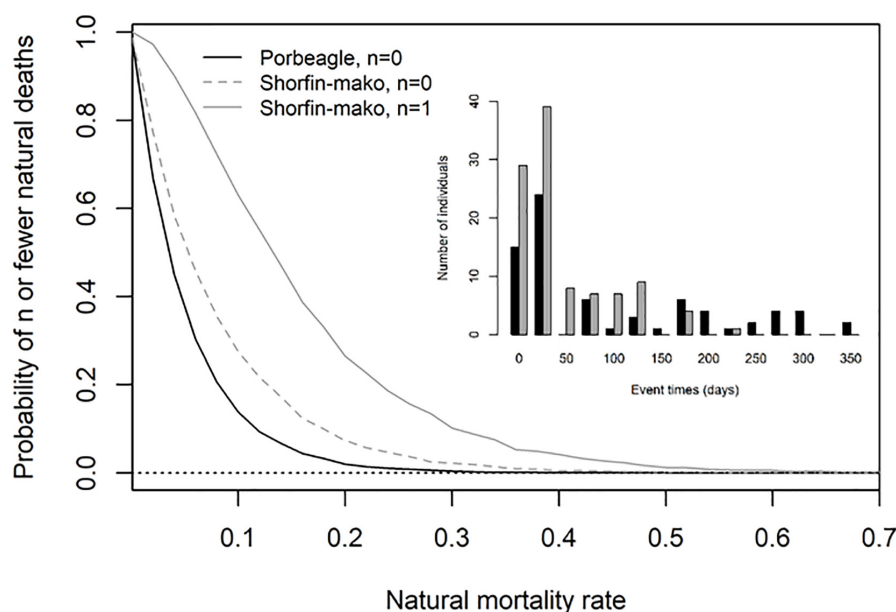 Porbeagle, n=0
Shorfin-mako, n=0
Shorfin-mako, n=1
Probability of n or fewer natural deaths
1.0
0.8
0.6
0.4
0.2
0.0
0.1 0.2 0.3 0.4 0.5 0.6 0.7
Natural mortality rate
Number of individuals
40
30
20
10
0
0 50 100 150 200 250 300 350
Event times (days)